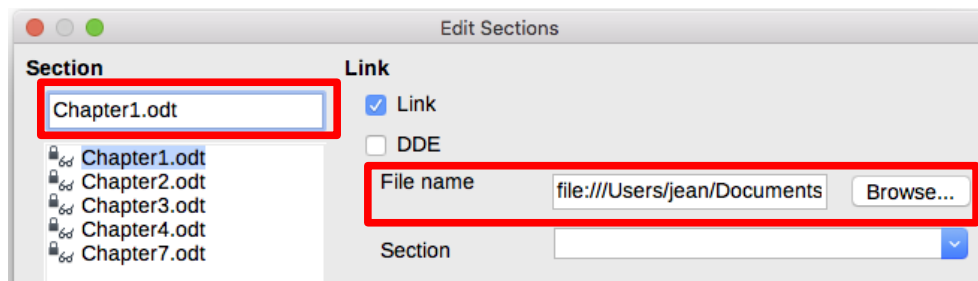 Edit Sections
Section
Link
Chapter1.odt
Link
DDE
Chapter1.odt
Chapter2.odt
Chapter3.odt
Chapter4.odt
Chapter7.odt
File name
file:///Users/jean/Documents
Browse...
Section